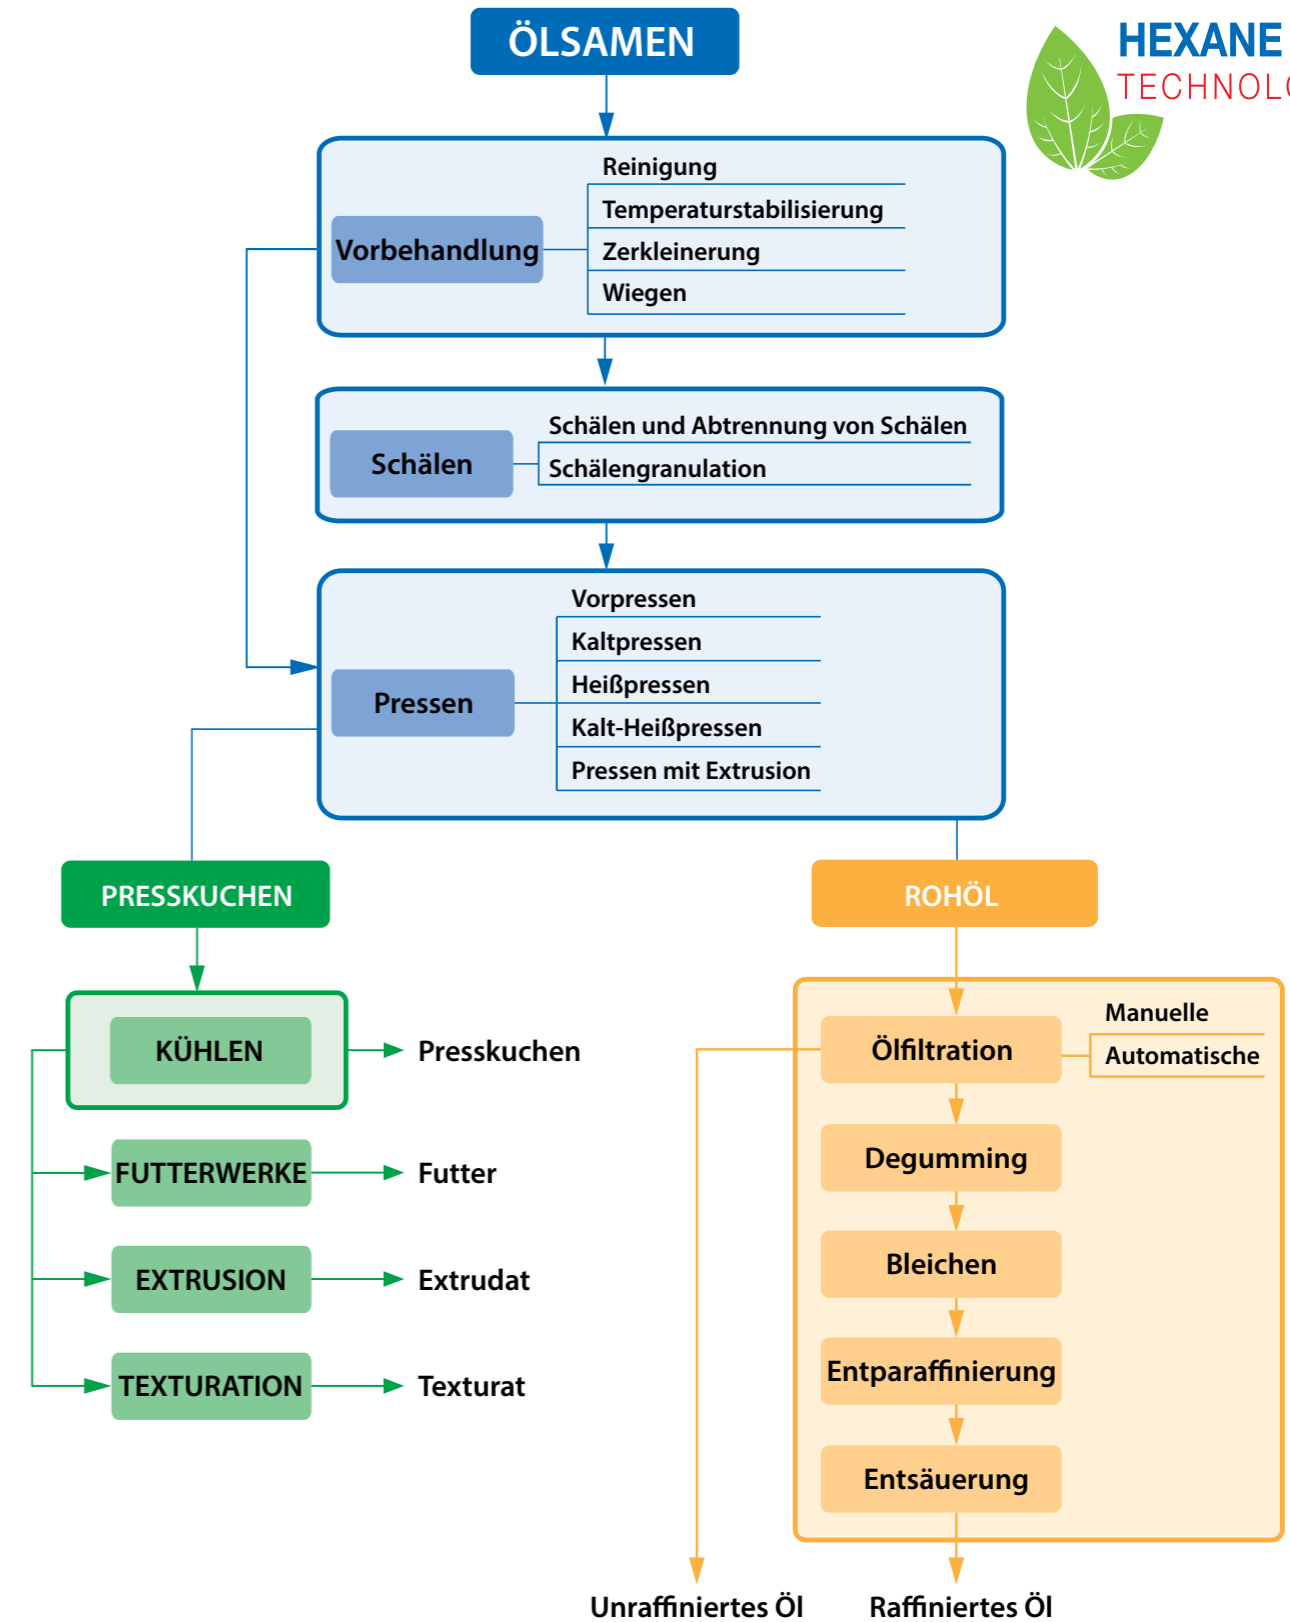 ÖLSAMEN
HEXANE
Reinigung
Temperaturstabilisierung
Vorbehandlung
Zerkleinerung
Wiegen
Schälen und Abtrennung von Schälen
Schälen
Schälengranulation
Vorpressen
Kaltpressen
Heißpressen
Pressen
Kalt-Heißpressen
Pressen mit Extrusion
PRESSKUCHEN
ROHÖL
KÜHLEN
Presskuchen
Manuelle
Ölfiltration
Automatische
FUTTERWERKE
Futter
Degumming
EXTRUSION
Extrudat
Bleichen
TEXTURATION
Texturat
Entparaffinierung
Entsäuerung
Unraffiniertes Öl
Raffiniertes Öl